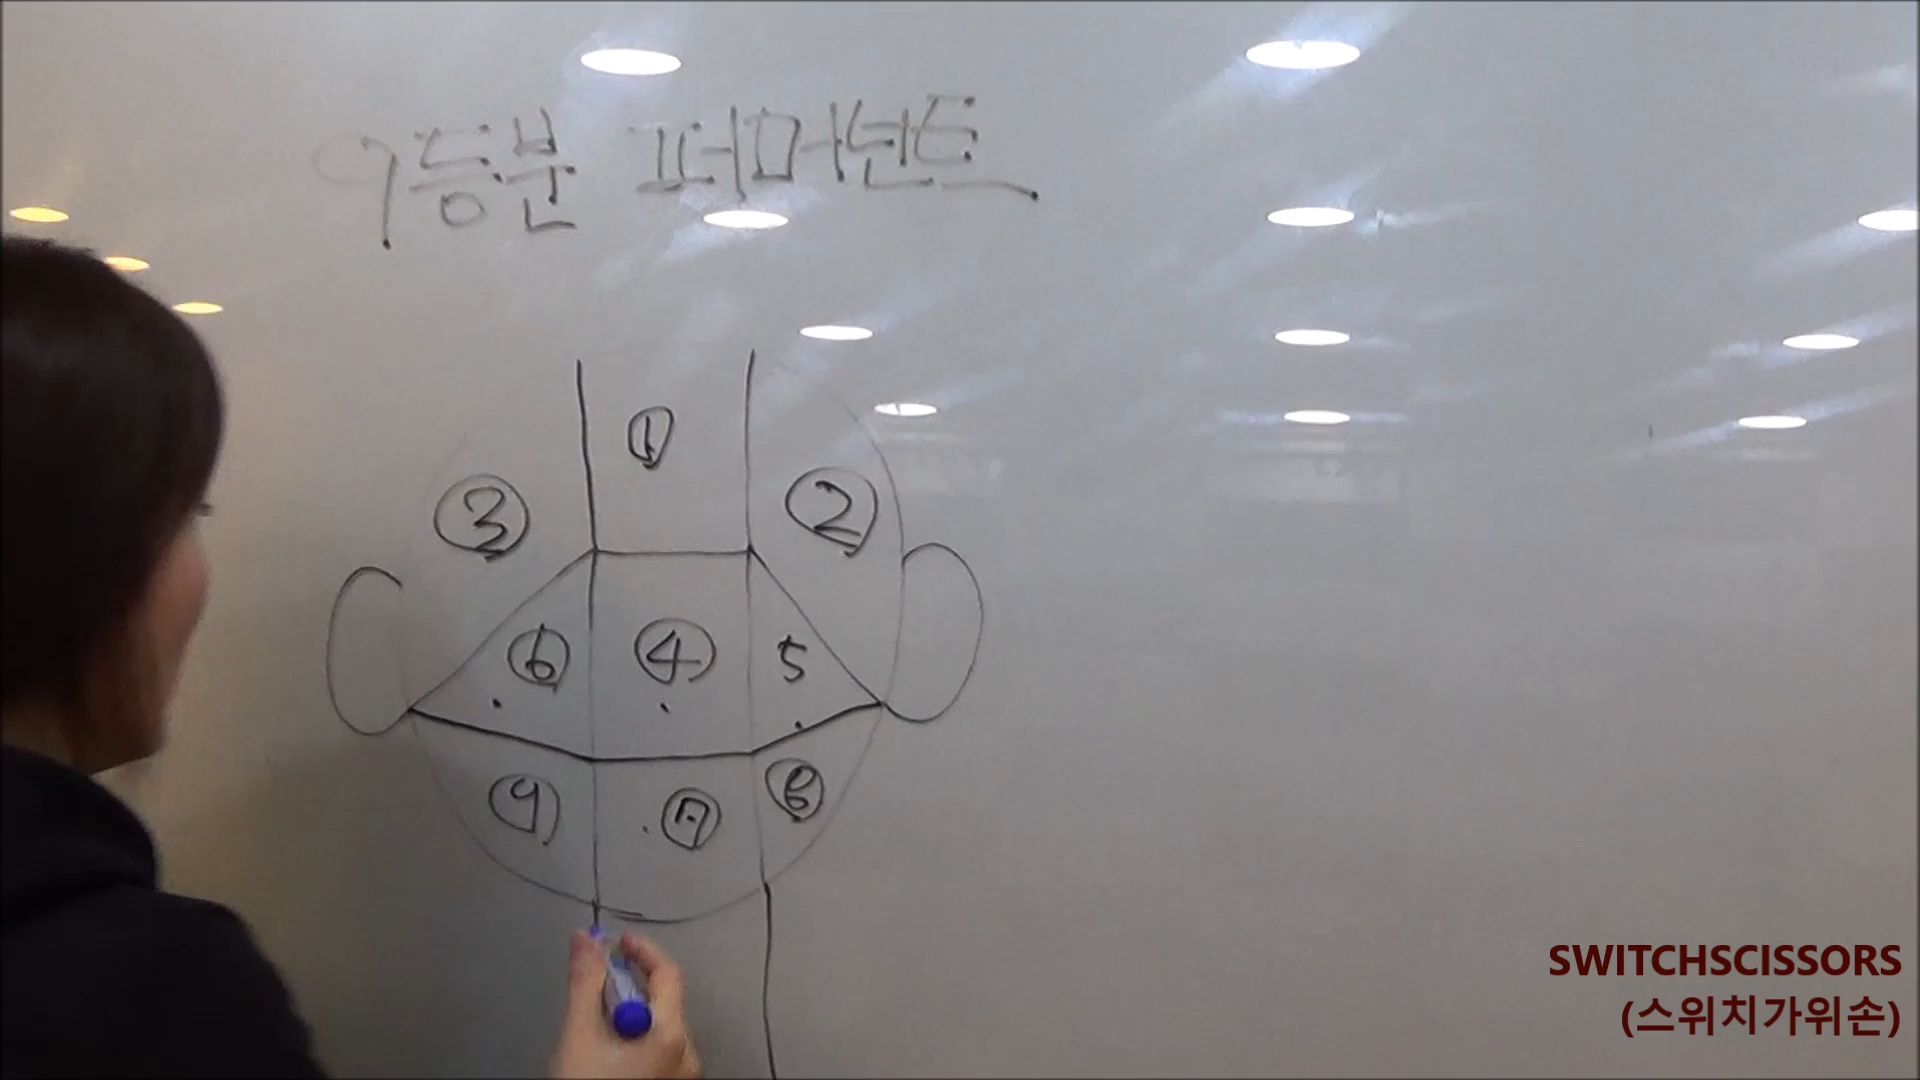 9등분 퍼머넌트
①
③ ②
⑥ ④ 5
⑨ ⑦ ⑧
SWITCHSCISSORS
(스위치가위손)